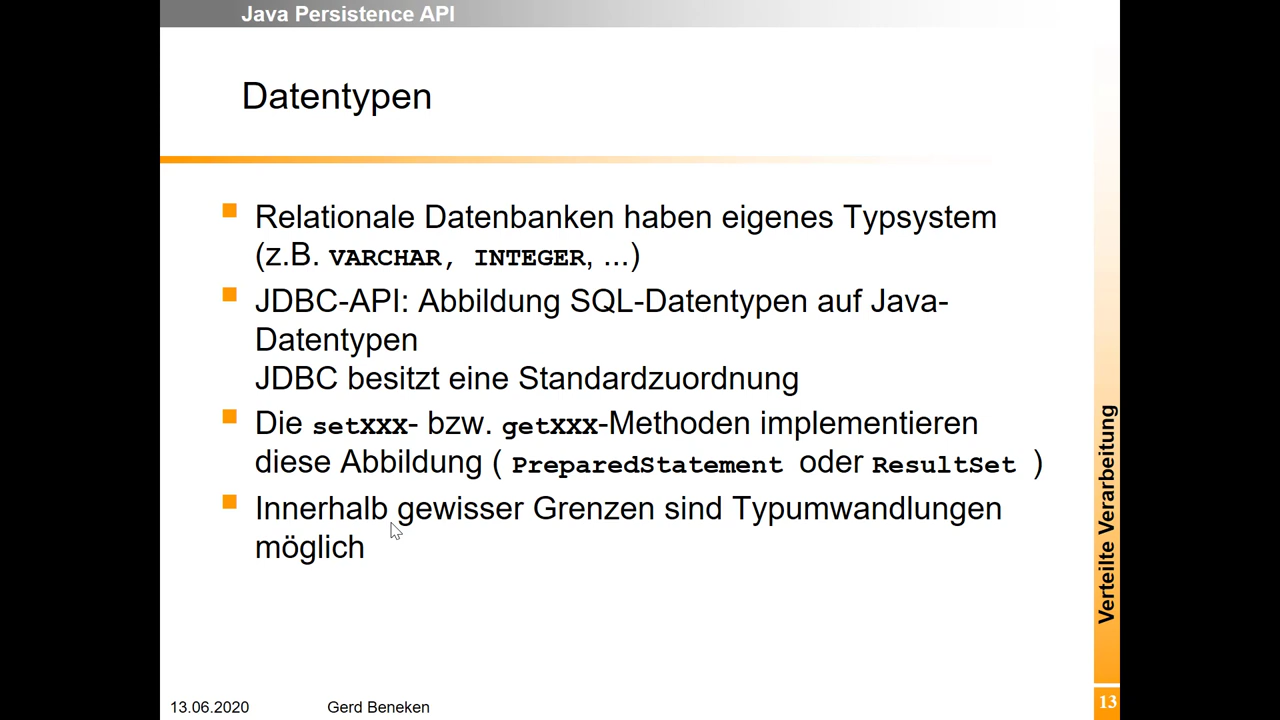 Java Persistence API
Datentypen
Relationale Datenbanken haben eigenes Typsystem
(z.B. VARCHAR, INTEGER, ...)
JDBC-API: Abbildung SQL-Datentypen auf Java-
Datentypen
JDBC besitzt eine Standardzuordnung
Die setXXX- bzw. getXXX-Methoden implementieren
diese Abbildung ( PreparedStatement oder ResultSet )
Innerhalb gewisser Grenzen sind Typumwandlungen
möglich
Verteilte Verarbeitung
13.06.2020
Gerd Beneken
13